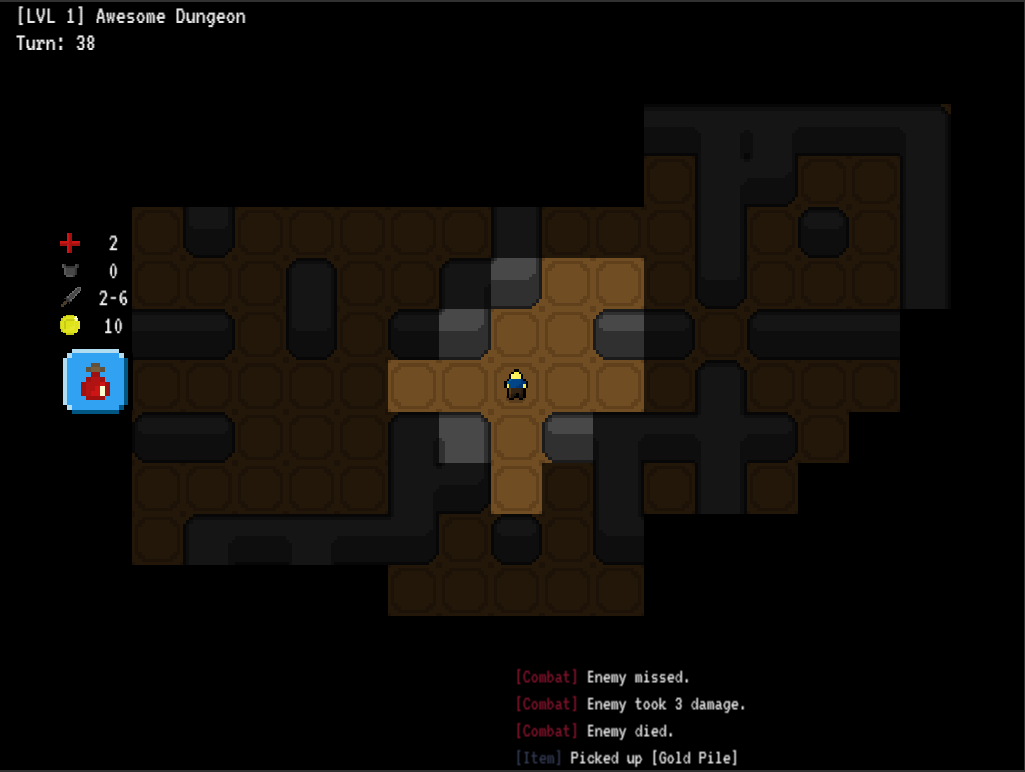 [LVL 1] Awesome Dungeon
Turn: 38
2
0
2-6
10
[Combat] Enemy missed.
[Combat] Enemy took 3 damage.
[Combat] Enemy died.
[Item] Picked up [Gold Pile]